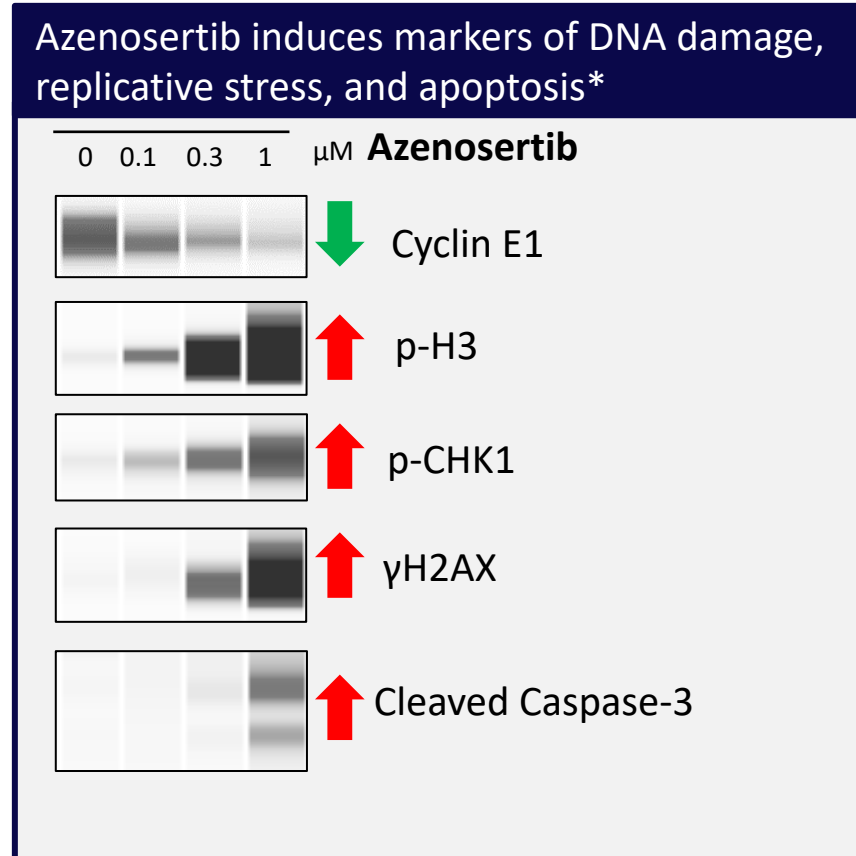 Azenosertib induces markers of DNA damage,
replicative stress, and apoptosis*
0 0.1 0.3 1 µM Azenosertib
Cyclin E1
p-H3
p-CHK1
γH2AX
Cleaved Caspase-3